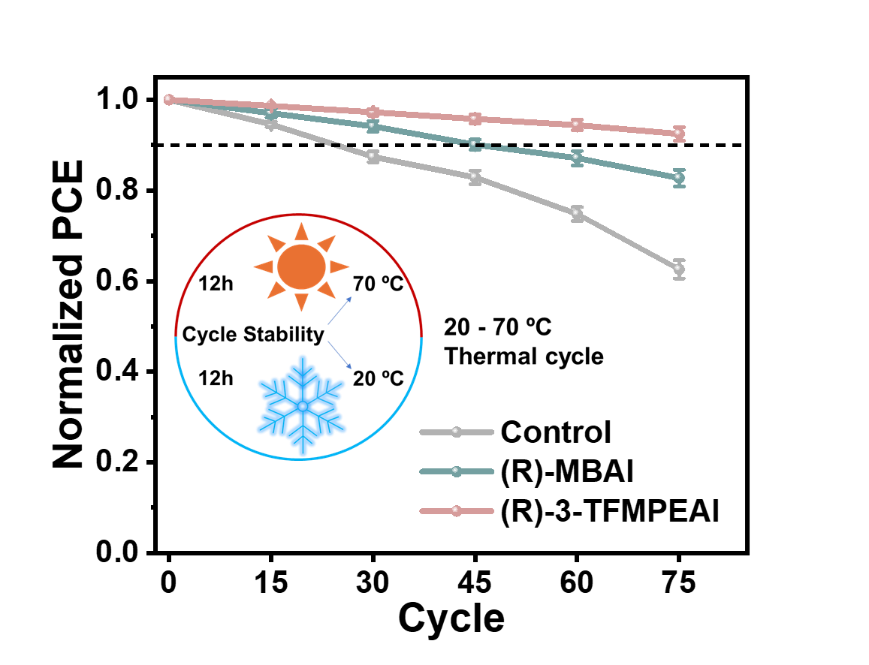 Normalized PCE
1.0
0.8
0.6
0.4
0.2
0.0
12h
70 ºC
Cycle Stability
12h
20 ºC
20 - 70 ºC
Thermal cycle
Control
(R)-MBAI
(R)-3-TFMPEAI
0 15 30 45 60 75
Cycle